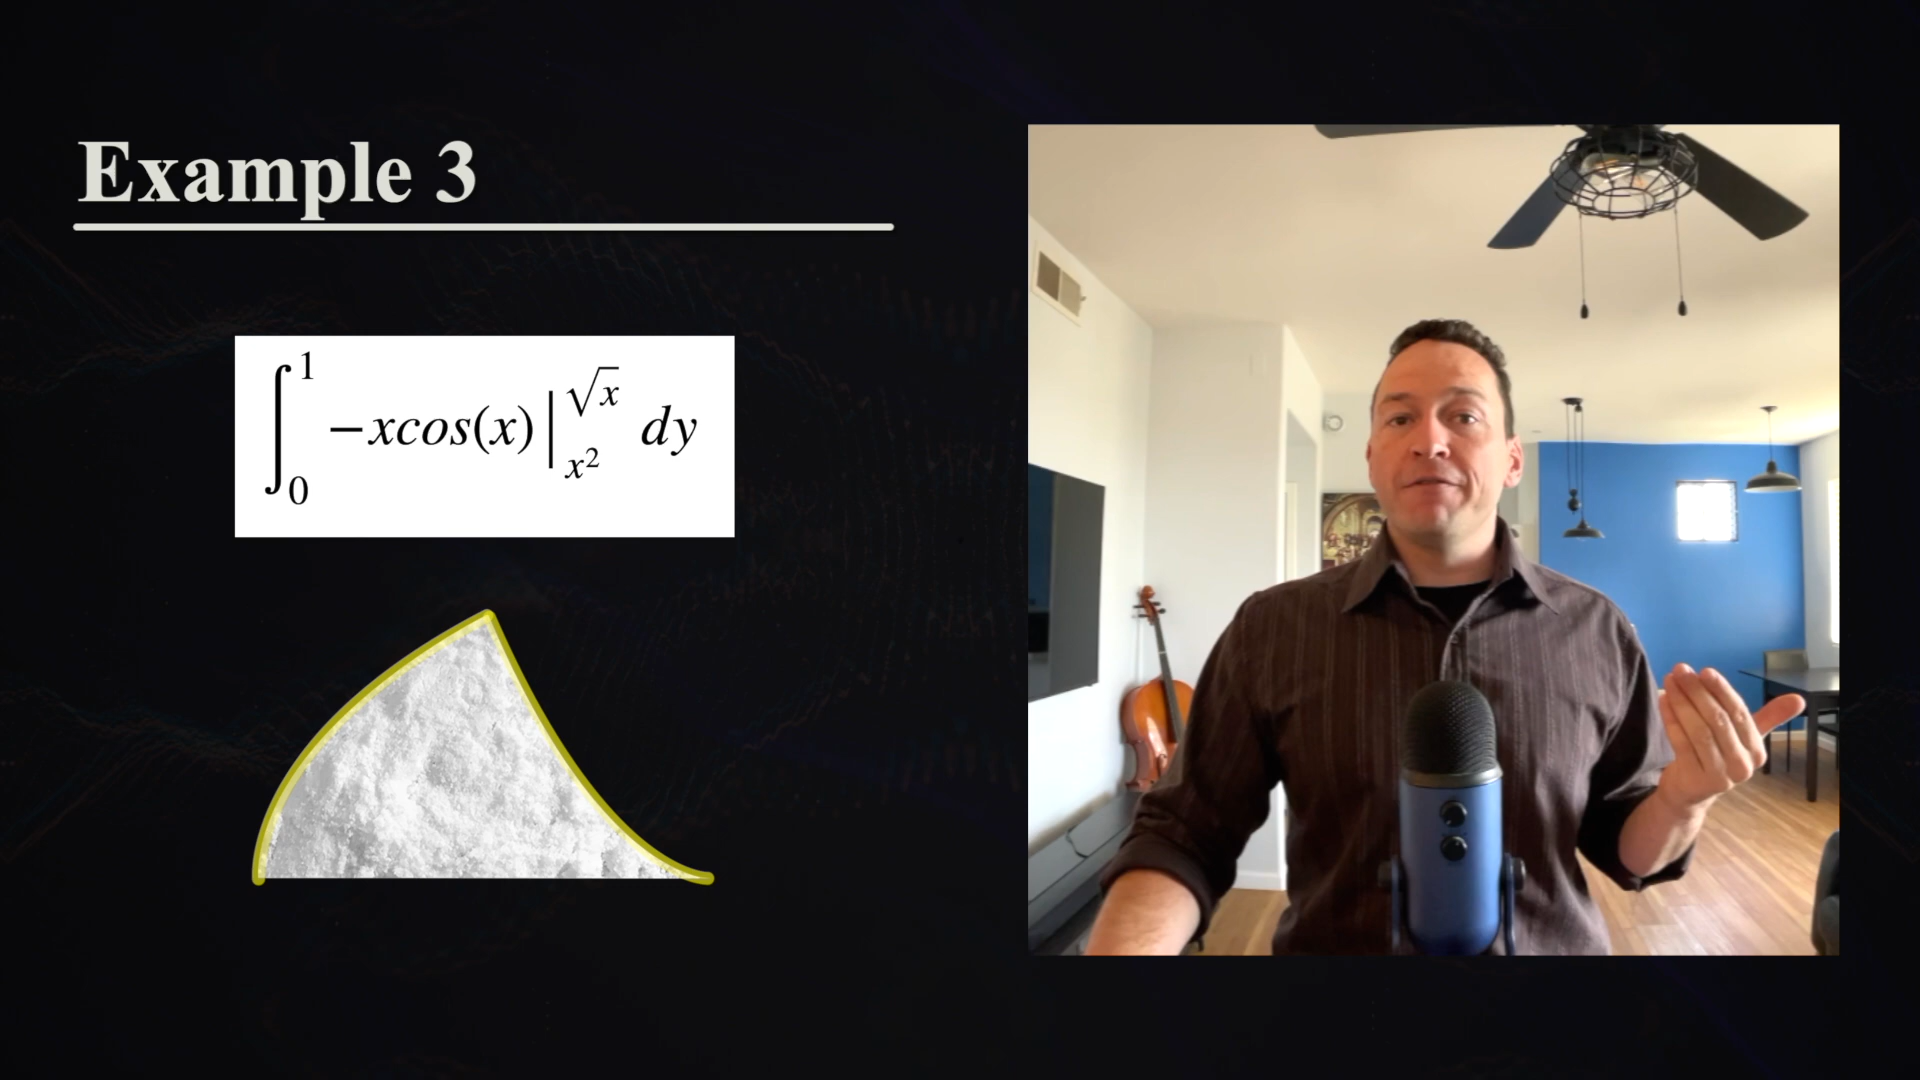 Example 3
∫₀¹ −xcos(x) |_{x²}^{√x} dy